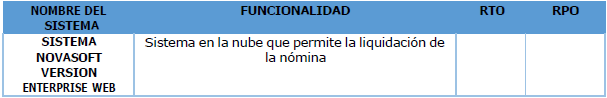 NOMBRE DEL
SISTEMA
FUNCIONALIDAD
RTO
RPO
SISTEMA
NOVASOFT
VERSION
ENTERPRISE WEB
Sistema en la nube que permite la liquidación de
la nómina